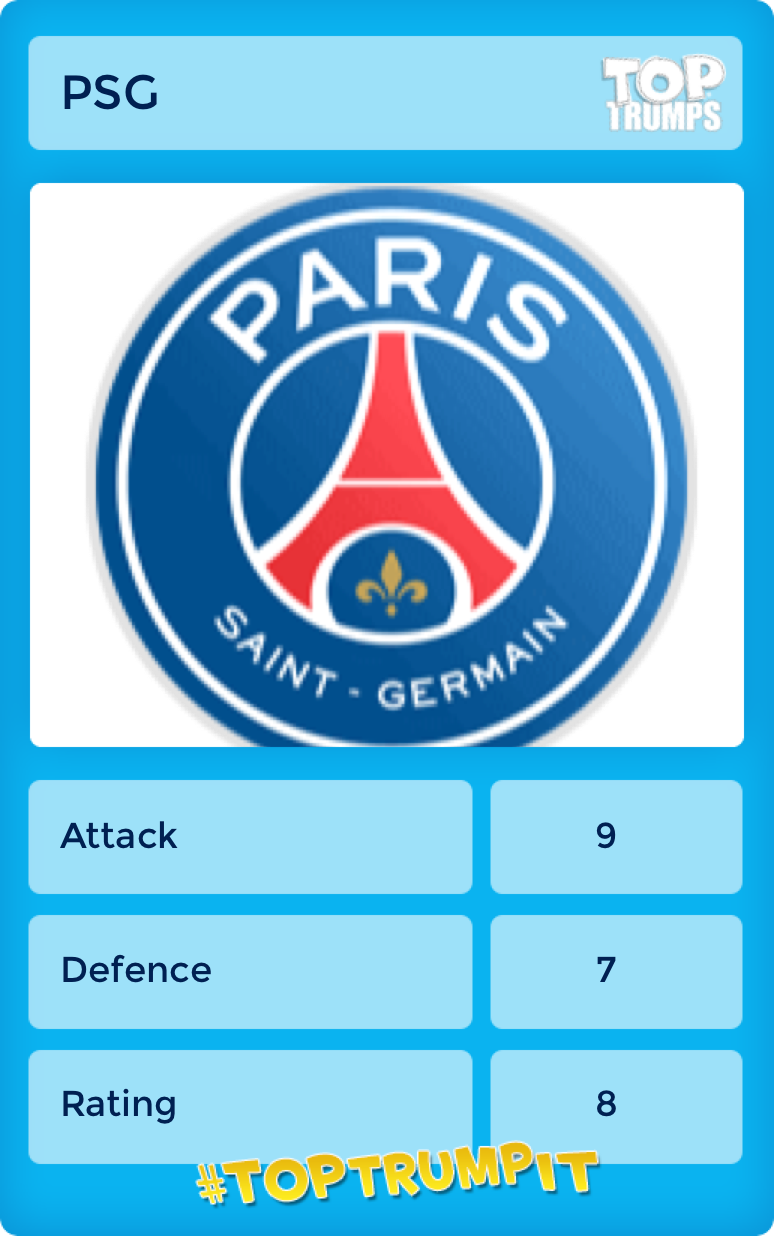 PSG
TOP
TRUMPS
PARIS
SAINT - GERMAIN
Attack 9
Defence 7
Rating 8
#TOPTRUMPIT